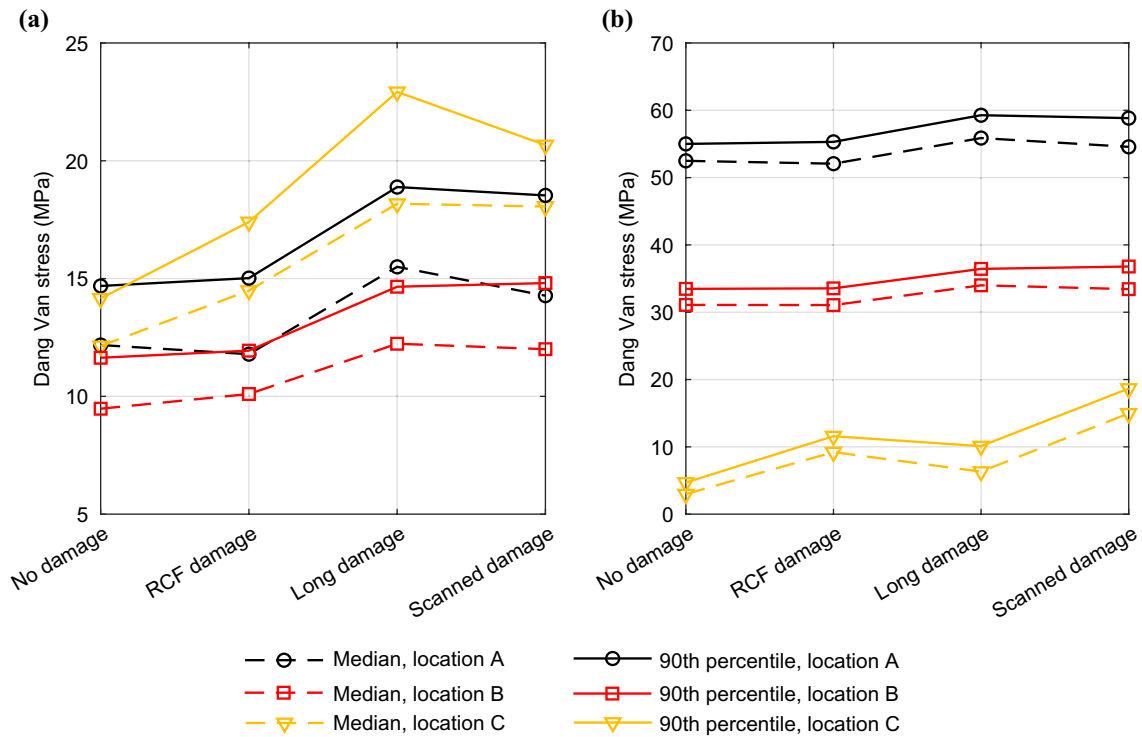 (a)
25
20
15
10
5
Dang Van stress (MPa)
No damage
RCF damage
Long damage
Scanned damage
(b)
70
60
50
40
30
20
10
0
Dang Van stress (MPa)
No damage
RCF damage
Long damage
Scanned damage
Median, location A
Median, location B
Median, location C
90th percentile, location A
90th percentile, location B
90th percentile, location C